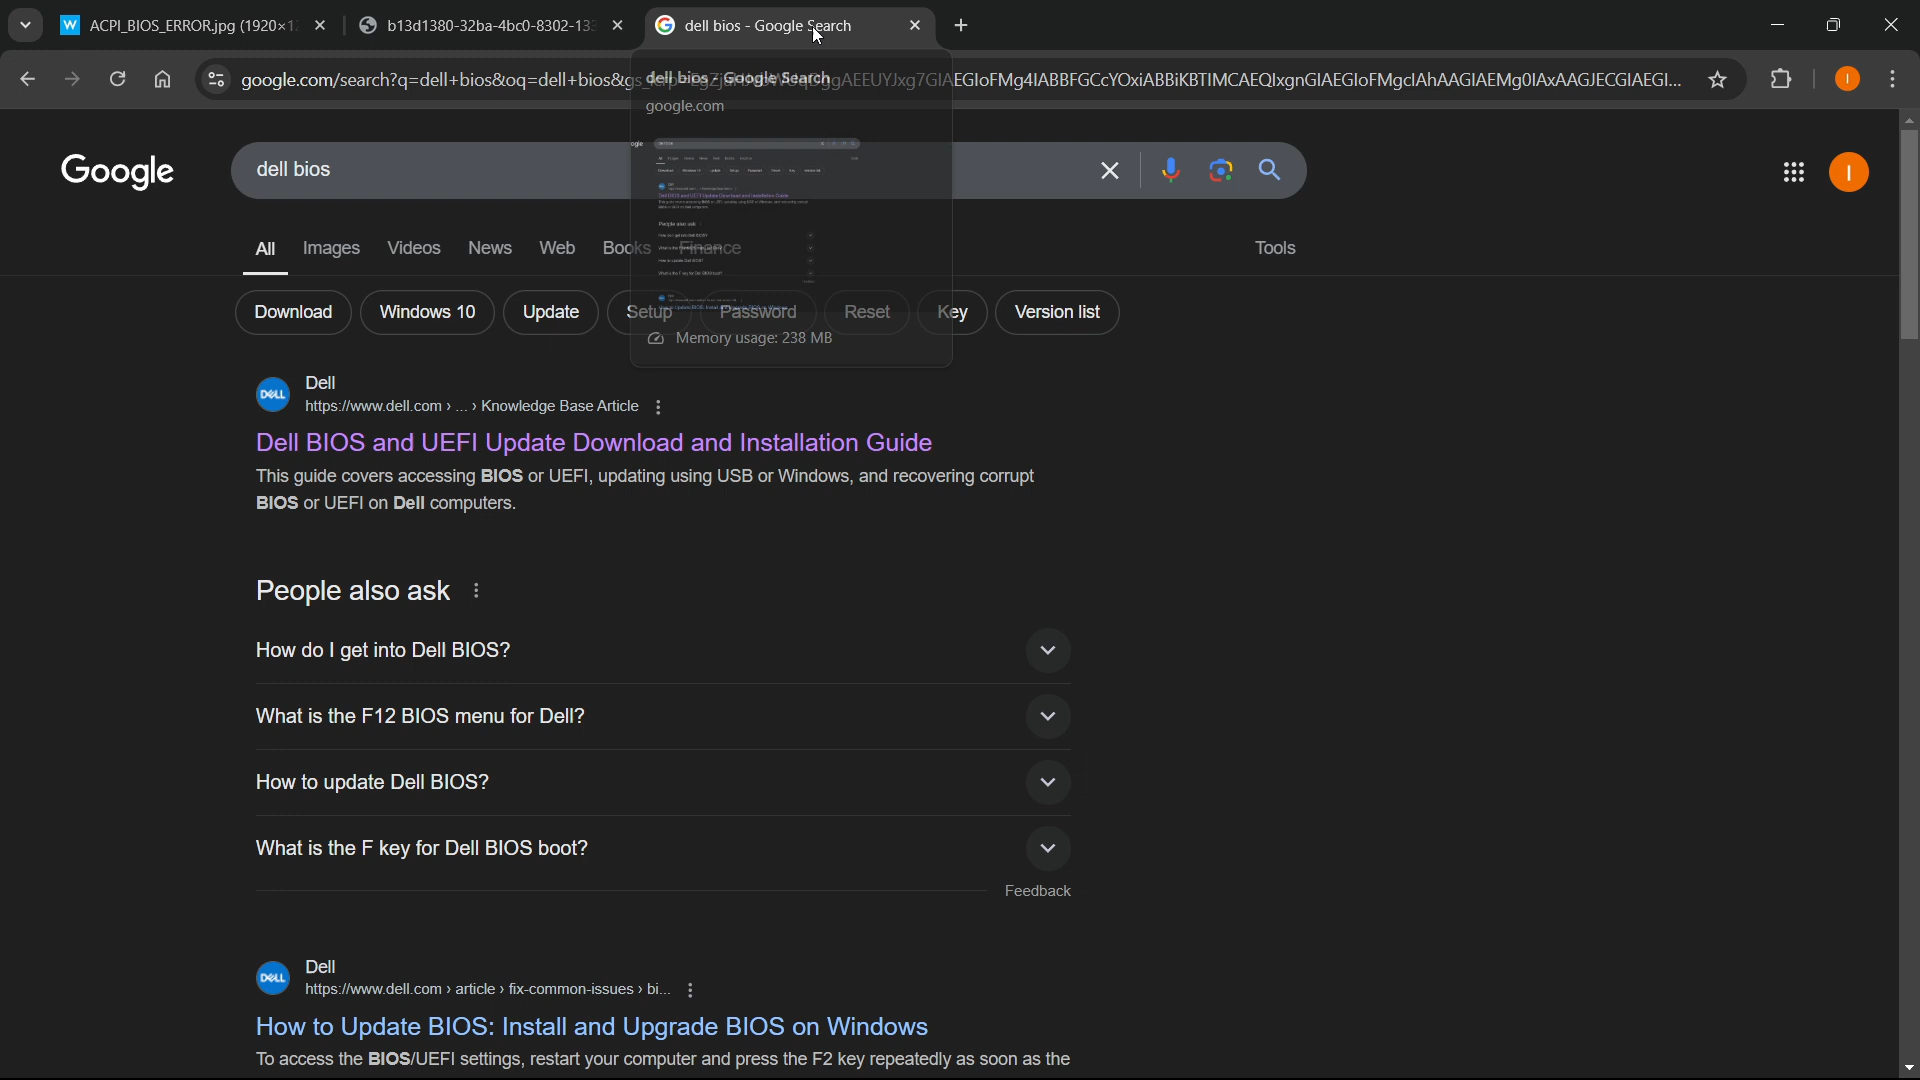 ACPI_BIOS_ERROR.jpg (1920×1
b13d1380-32ba-4bc0-8302-13
dell bios - Google Search
google.com/search?q=dell+bios&oq=dell+bios&gs
AEEUYJxg7GIAEGIoFMg4IABBFGCcYOxiABBiKBTIMCAEQIxgnGIAEGIoFMgcIAhAAGIAEMg0IAxAAGJECGIAEGI...
dell bios - Google Search
google.com
Google
dell bios
All Images Videos News Web Books Finance Tools
Download Windows 10 Update Setup Password Reset Key Version list
Memory usage: 238 MB
Dell
https://www.dell.com › ... › Knowledge Base Article
Dell BIOS and UEFI Update Download and Installation Guide
This guide covers accessing BIOS or UEFI, updating using USB or Windows, and recovering corrupt
BIOS or UEFI on Dell computers.
People also ask
How do I get into Dell BIOS?
What is the F12 BIOS menu for Dell?
How to update Dell BIOS?
What is the F key for Dell BIOS boot?
Feedback
Dell
https://www.dell.com › article › fix-common-issues › bi...
How to Update BIOS: Install and Upgrade BIOS on Windows
To access the BIOS/UEFI settings, restart your computer and press the F2 key repeatedly as soon as the